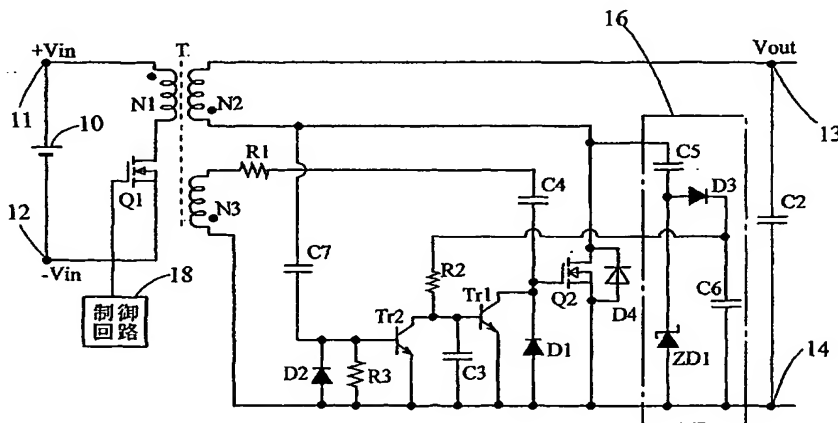 16
+Vin
T.
Vout
11
10
N1
N2
13
R1
C5
D3
C4
C2
Q1
N3
12
-Vin
C7
R2
18
制御
回路
Tr2
Tr1
Q2
D4
C6
14
D2
R3
C3
D1
ZD1